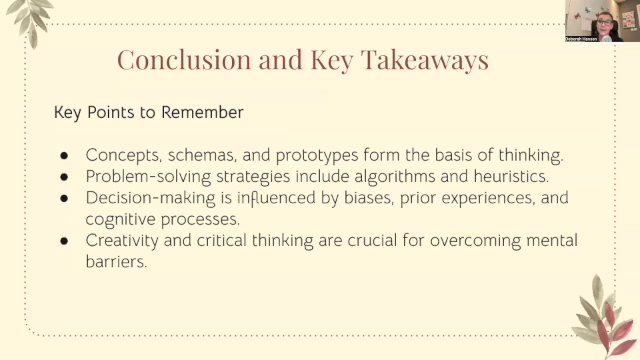 Conclusion and Key Takeaways
Key Points to Remember
● Concepts, schemas, and prototypes form the basis of thinking.
● Problem-solving strategies include algorithms and heuristics.
● Decision-making is influenced by biases, prior experiences, and
cognitive processes.
● Creativity and critical thinking are crucial for overcoming mental
barriers.